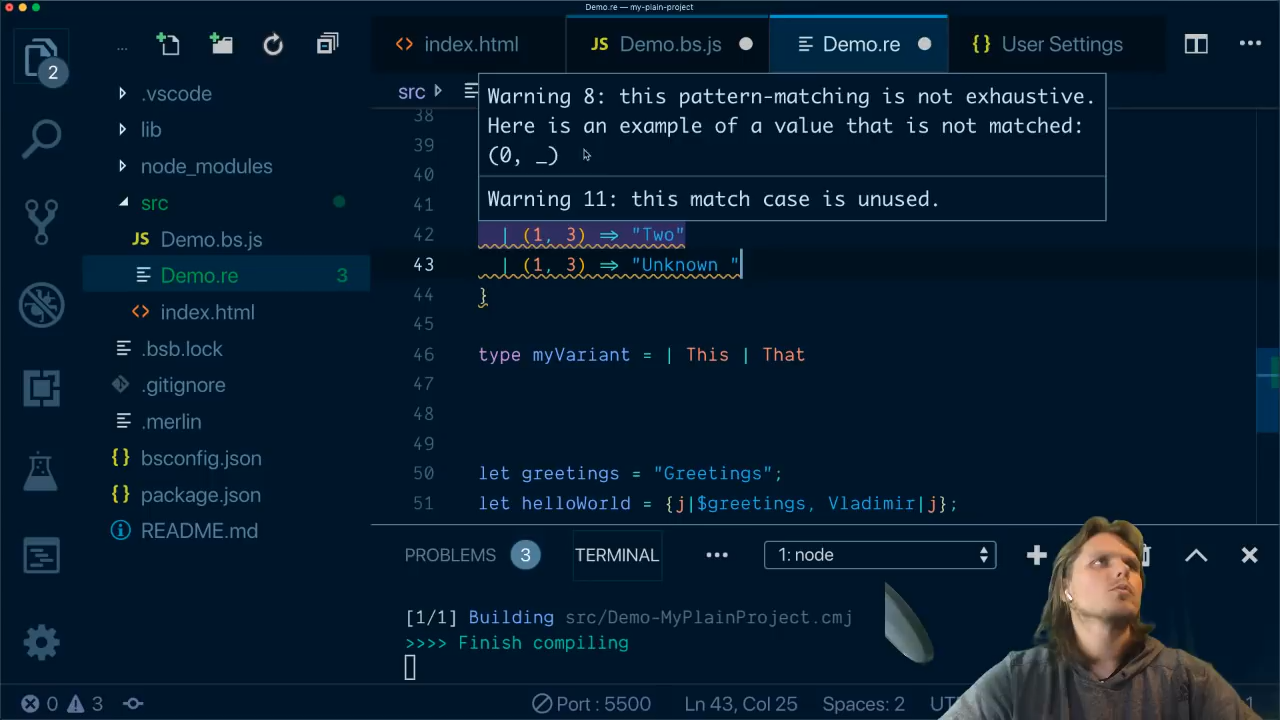 Demo.re — my-plain-project
2
...
index.html
JS Demo.bs.js
Demo.re
{} User Settings
...
src
.vscode
lib
node_modules
src
JS Demo.bs.js
Demo.re 3
index.html
.bsb.lock
.gitignore
.merlin
{} bsconfig.json
{} package.json
README.md
Warning 8: this pattern-matching is not exhaustive.
Here is an example of a value that is not matched:
(0, _)
Warning 11: this match case is unused.
38
39
40
41
42 | (1, 3) => "Two"
43 | (1, 3) => "Unknown "
44 }
45
46 type myVariant = | This | That
47
48
49
50 let greetings = "Greetings";
51 let helloWorld = {j|$greetings, Vladimir|j};
PROBLEMS 3 TERMINAL ... 1: node
[1/1] Building src/Demo-MyPlainProject.cmj
>>>> Finish compiling
0 3 Port : 5500 Ln 43, Col 25 Spaces: 2